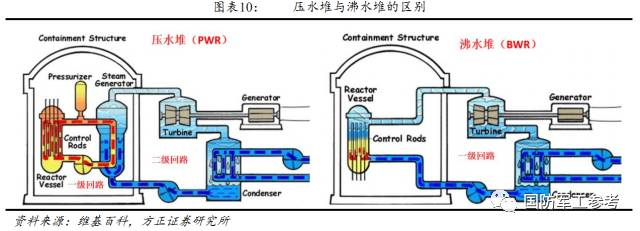 图表10： 压水堆与沸水堆的区别
Containment Structure
压水堆（PWR）
Pressurizer
Steam
Generator
Generator
Turbine
Control
Rods
二级回路
Reactor
Vessel
一级回路
Condenser
Containment Structure
沸水堆（BWR）
Reactor
Vessel
Generator
Turbine
Control Rods
一级回路
Condenser
国防军工参考
资料来源：维基百科，方正证券研究所